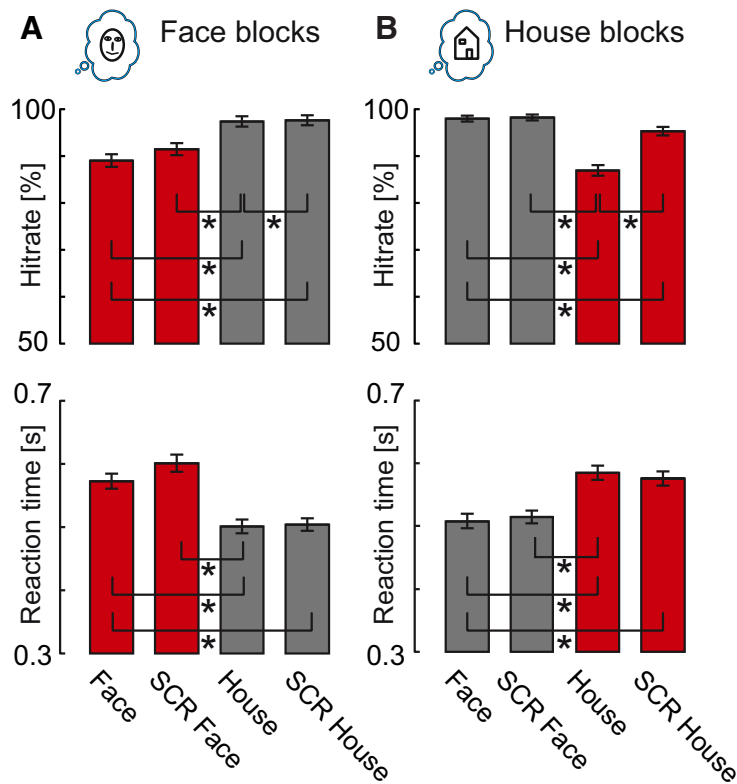 A Face blocks
B House blocks
100
Hitrate [%]
50
* *
*
*
100
Hitrate [%]
50
* *
*
*
0.7
Reaction time [s]
0.3
*
*
*
0.7
Reaction time [s]
0.3
*
*
*
Face
SCR Face
House
SCR House
Face
SCR Face
House
SCR House